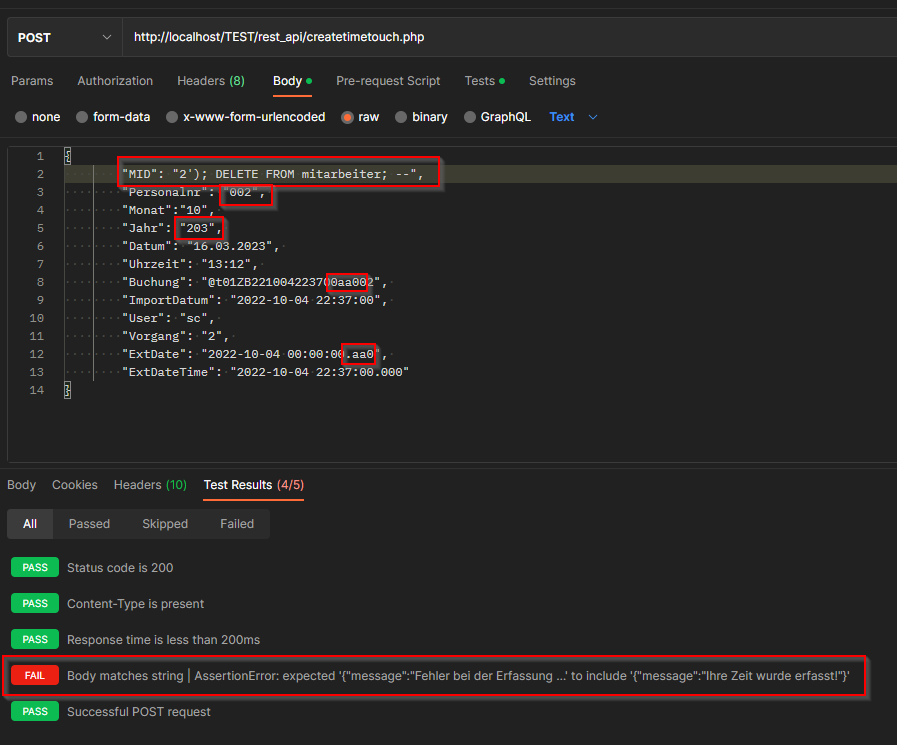 POST http://localhost/TEST/rest_api/createtimetouch.php
Params Authorization Headers (8) Body Pre-request Script Tests Settings
none form-data x-www-form-urlencoded raw binary GraphQL Text
1 {
2 "MID": "2'); DELETE FROM mitarbeiter; --",
3 "Personalnr": "002",
4 "Monat":"10",
5 "Jahr": "203",
6 "Datum": "16.03.2023",
7 "Uhrzeit": "13:12",
8 "Buchung": "@t01ZB221004223700aa002",
9 "ImportDatum": "2022-10-04 22:37:00",
10 "User": "sc",
11 "Vorgang": "2",
12 "ExtDate": "2022-10-04 00:00:00.aa0",
13 "ExtDateTime": "2022-10-04 22:37:00.000"
14 }
Body Cookies Headers (10) Test Results (4/5)
All Passed Skipped Failed
PASS Status code is 200
PASS Content-Type is present
PASS Response time is less than 200ms
FAIL Body matches string | AssertionError: expected '{"message":"Fehler bei der Erfassung ...' to include '{"message":"Ihre Zeit wurde erfasst!"}'
PASS Successful POST request